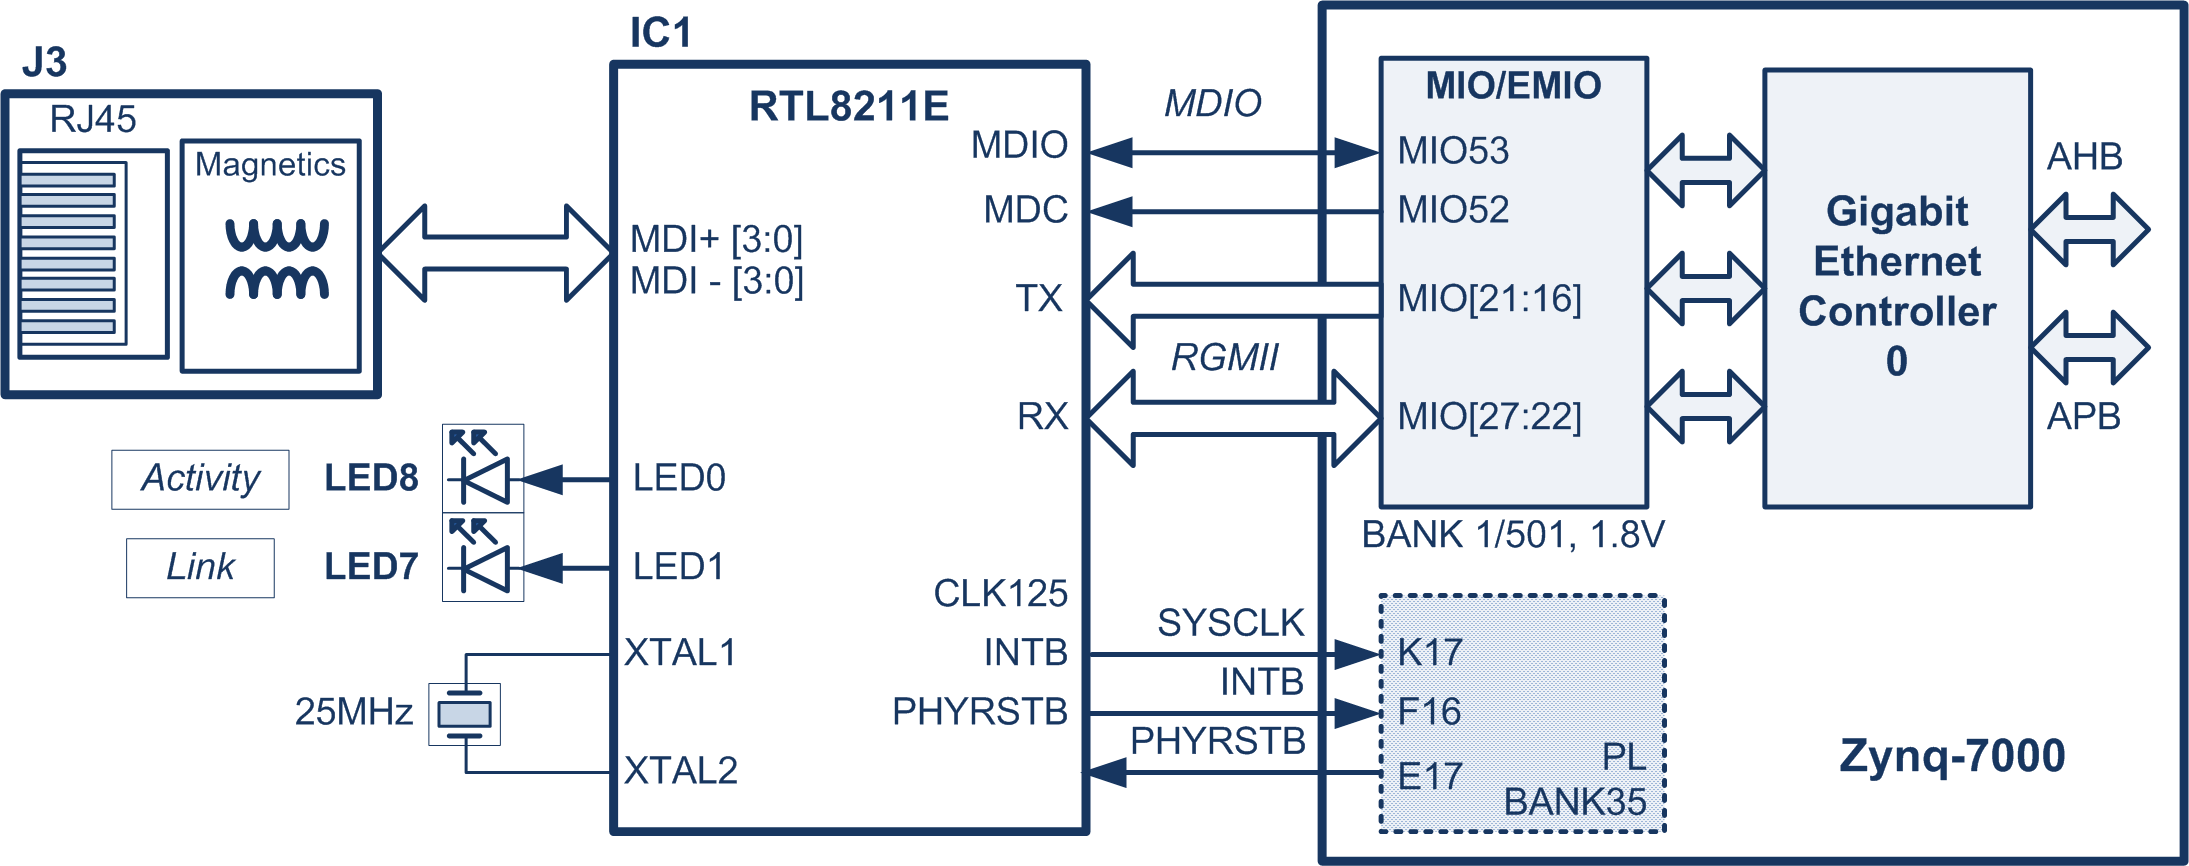 J3
RJ45
Magnetics
IC1
RTL8211E
MDI+ [3:0]
MDI - [3:0]
LED0
LED1
XTAL1
XTAL2
MDIO
MDC
TX
RX
CLK125
INTB
PHYRSTB
Activity
LED8
Link
LED7
25MHz
MDIO
RGMII
SYSCLK
INTB
PHYRSTB
MIO/EMIO
MIO53
MIO52
MIO[21:16]
MIO[27:22]
BANK 1/501, 1.8V
K17
F16
E17
PL
BANK35
Gigabit
Ethernet
Controller
0
AHB
APB
Zynq-7000